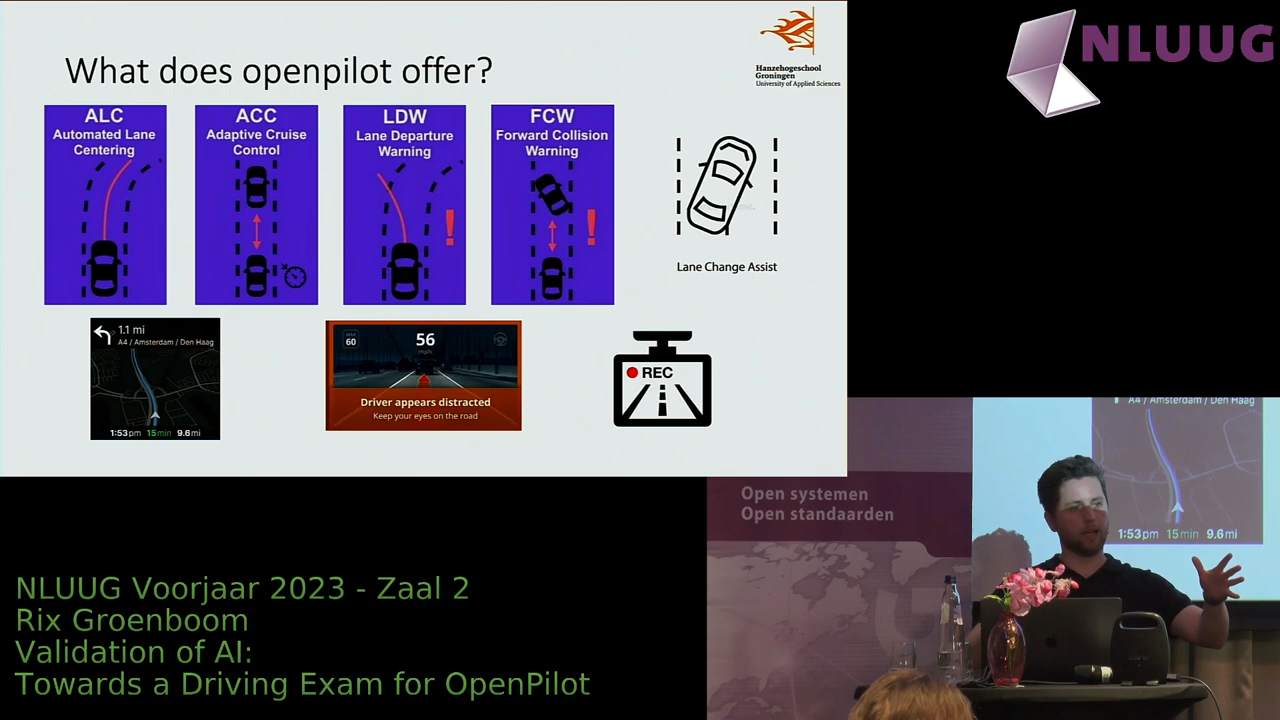 What does openpilot offer?
Hanzehogeschool
Groningen
University of Applied Sciences
NLUUG
ALC
Automated Lane
Centering
ACC
Adaptive Cruise
Control
LDW
Lane Departure
Warning
!
FCW
Forward Collision
Warning
!
Lane Change Assist
1.1 mi
A4 / Amsterdam / Den Haag
1:53pm 15min 9.6mi
MAX
60
56
mph
Driver appears distracted
Keep your eyes on the road
REC
Open systemen
Open standaarden
A4 / Amsterdam / Den Haag
1:53pm 15min 9.6mi
NLUUG Voorjaar 2023 - Zaal 2
Rix Groenboom
Validation of AI:
Towards a Driving Exam for OpenPilot